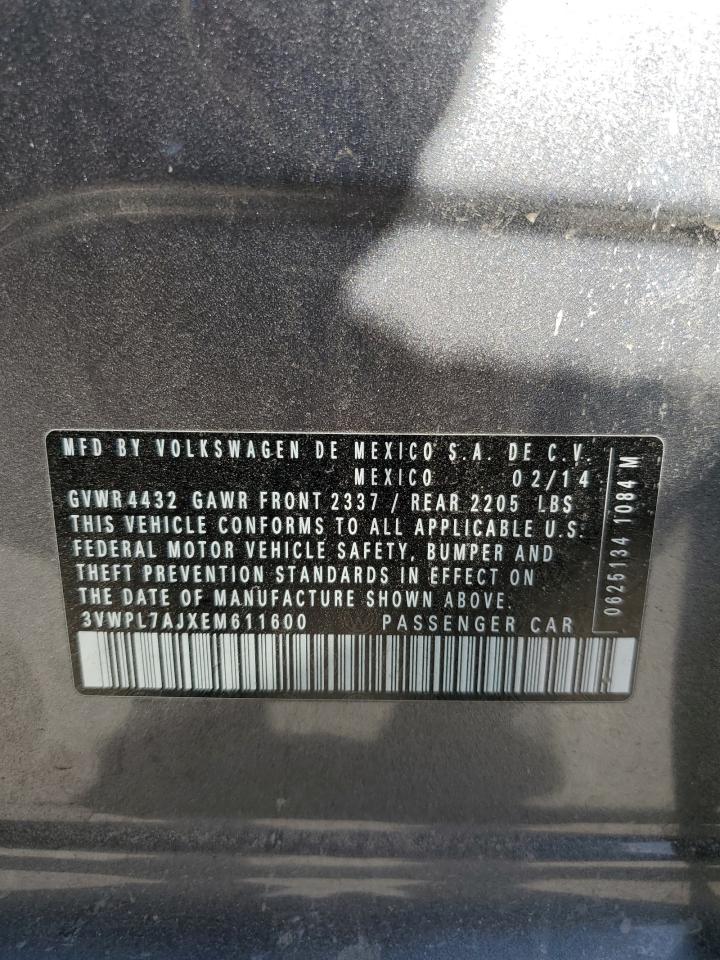 MFD BY VOLKSWAGEN DE MEXICO S.A. DE C.V.
MEXICO 02/14
GVWR4432 GAWR FRONT 2337 / REAR 2205 LBS
THIS VEHICLE CONFORMS TO ALL APPLICABLE U.S.
FEDERAL MOTOR VEHICLE SAFETY, BUMPER AND
THEFT PREVENTION STANDARDS IN EFFECT ON
THE DATE OF MANUFACTURE SHOWN ABOVE.
3VWPL7AJXEM611600 PASSENGER CAR
0625134 1084 M